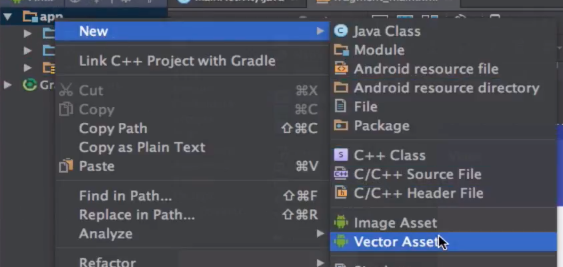 app
New
Link C++ Project with Gradle
Cut ⌘X
Copy ⌘C
Copy Path ⇧⌘C
Copy as Plain Text
Paste ⌘V
Find in Path... ⇧⌘F
Replace in Path... ⇧⌘R
Analyze
Refactor
Gr
Java Class
Module
Android resource file
Android resource directory
File
Package
S C++ Class
C/C++ Source File
C/C++ Header File
Image Asset
Vector Asset